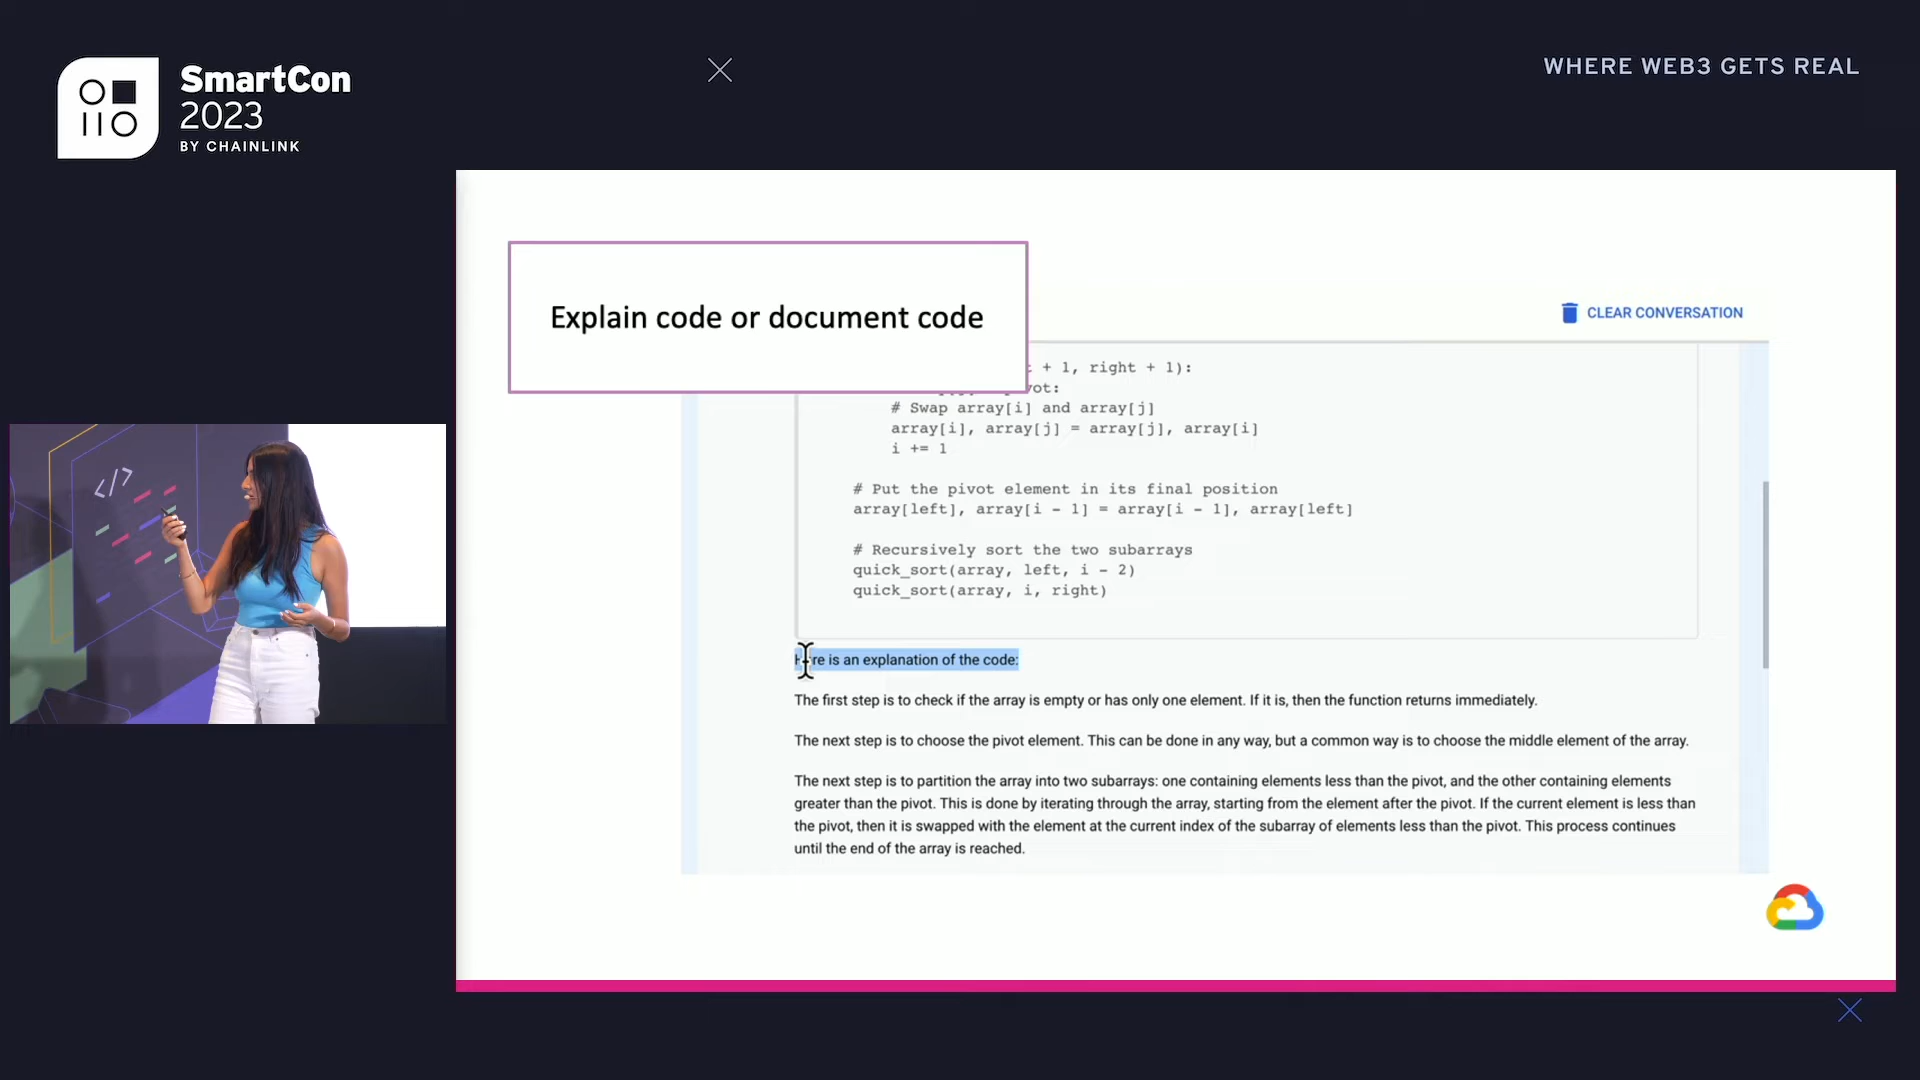 SmartCon
2023
BY CHAINLINK
WHERE WEB3 GETS REAL
</>
Explain code or document code
CLEAR CONVERSATION
+ 1, right + 1):
# Swap array[i] and array[j]
array[i], array[j] = array[j], array[i]
i += 1
# Put the pivot element in its final position
array[left], array[i - 1] = array[i - 1], array[left]
# Recursively sort the two subarrays
quick_sort(array, left, i - 2)
quick_sort(array, i, right)
Here is an explanation of the code:
The first step is to check if the array is empty or has only one element. If it is, then the function returns immediately.
The next step is to choose the pivot element. This can be done in any way, but a common way is to choose the middle element of the array.
The next step is to partition the array into two subarrays: one containing elements less than the pivot, and the other containing elements
greater than the pivot. This is done by iterating through the array, starting from the element after the pivot. If the current element is less than
the pivot, then it is swapped with the element at the current index of the subarray of elements less than the pivot. This process continues
until the end of the array is reached.